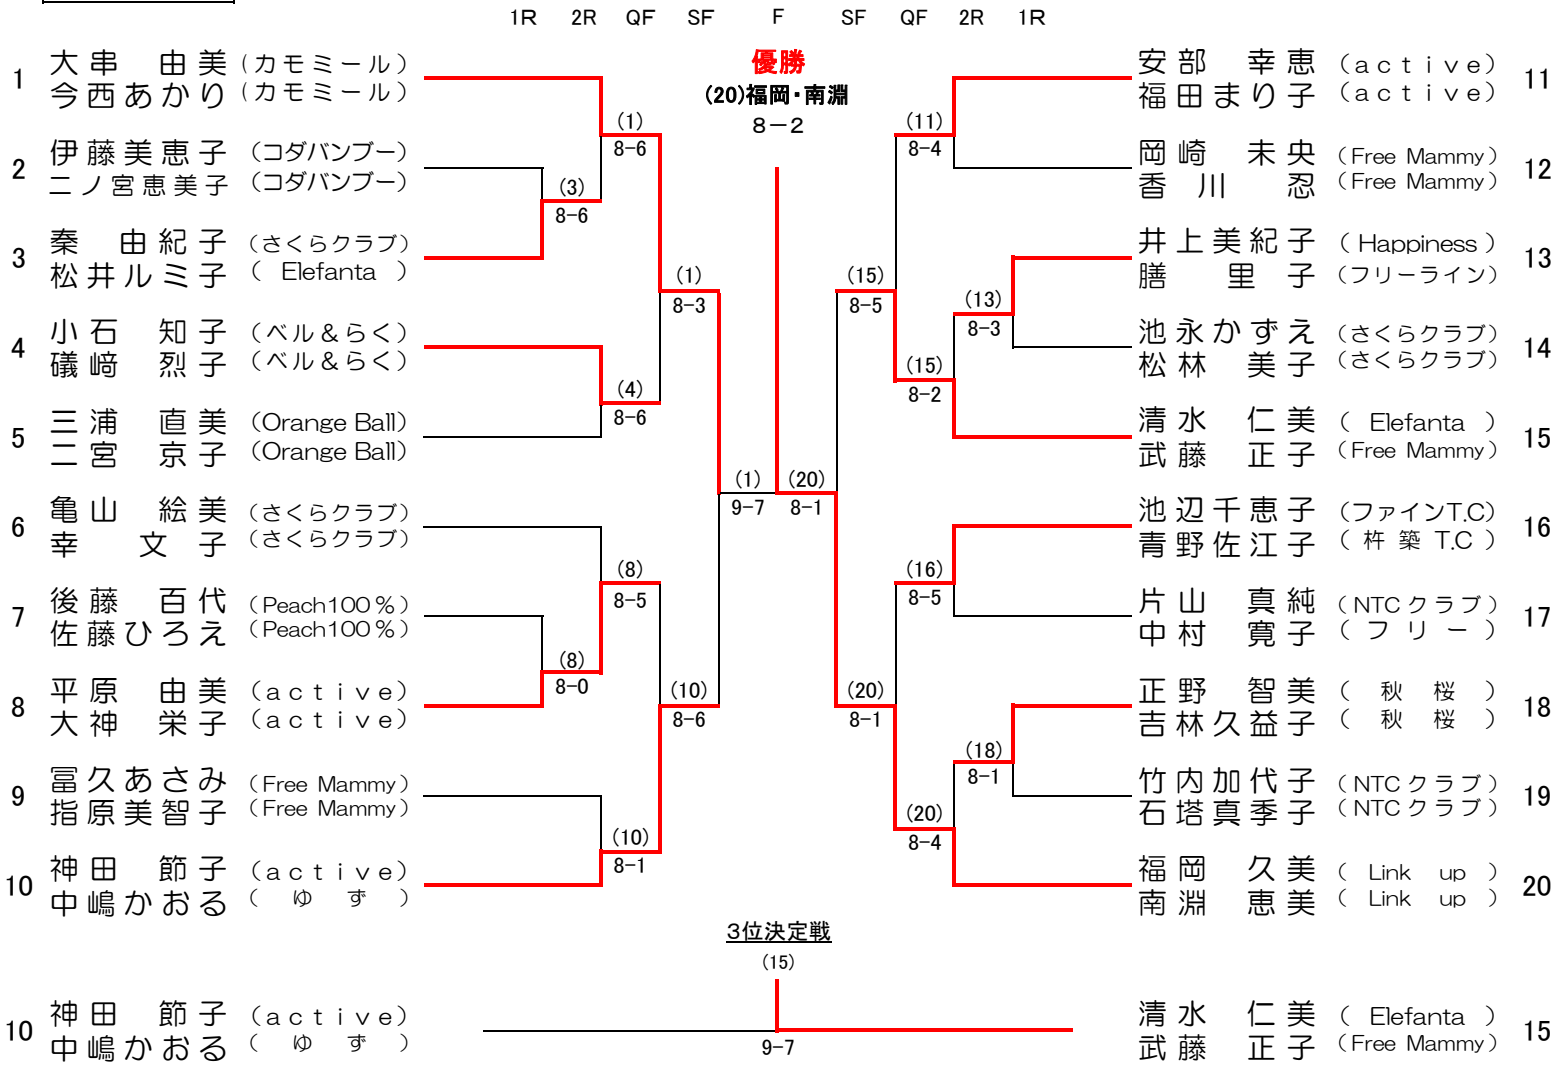 1R 2R QF SF F SF QF 2R 1R
優勝
(20)福岡・南淵
8-2
1 大串 由美 (カモミール)
今西あかり (カモミール)
2 伊藤美恵子 (コダバンブー)
二ノ宮恵美子 (コダバンブー)
3 秦 由紀子 (さくらクラブ)
松井ルミ子 ( Elefanta )
4 小石 知子 (ベル&らく)
礒﨑 烈子 (ベル&らく)
5 三浦 直美 (Orange Ball)
二宮 京子 (Orange Ball)
6 亀山 絵美 (さくらクラブ)
幸 文子 (さくらクラブ)
7 後藤 百代 (Peach100%)
佐藤ひろえ (Peach100%)
8 平原 由美 (active)
大神 栄子 (active)
9 冨久あさみ (Free Mammy)
指原美智子 (Free Mammy)
10 神田 節子 (active)
中嶋かおる ( ゆ ず )
(1)
8-6
(3)
8-6
(1)
8-3
(4)
8-6
(1)
9-7
(8)
8-5
(8)
8-0
(10)
8-6
(10)
8-1
(20)
8-1
(11)
8-4
(15)
8-5
(13)
8-3
(15)
8-2
(16)
8-5
(20)
8-1
(18)
8-1
(20)
8-4
安部 幸恵 (active) 11
福田まり子 (active)
岡崎 未央 (Free Mammy) 12
香川 忍 (Free Mammy)
井上美紀子 ( Happiness ) 13
膳 里子 (フリーライン)
池永かずえ (さくらクラブ) 14
松林 美子 (さくらクラブ)
清水 仁美 ( Elefanta ) 15
武藤 正子 (Free Mammy)
池辺千恵子 (ファインT.C) 16
青野佐江子 ( 杵築 T.C )
片山 真純 (NTCクラブ) 17
中村 寛子 ( フリー )
正野 智美 ( 秋 桜 ) 18
吉林久益子 ( 秋 桜 )
竹内加代子 (NTCクラブ) 19
石塔真季子 (NTCクラブ)
福岡 久美 ( Link up ) 20
南淵 恵美 ( Link up )
3位決定戦
(15)
10 神田 節子 (active)
中嶋かおる ( ゆ ず )
9-7
清水 仁美 ( Elefanta ) 15
武藤 正子 (Free Mammy)